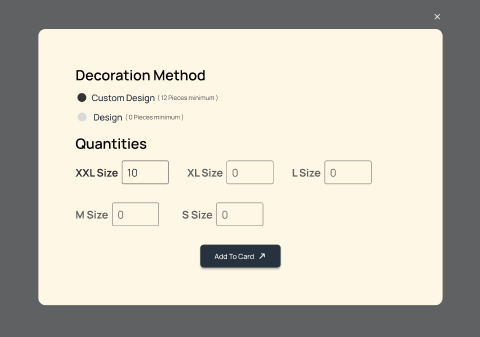 Decoration Method
Custom Design ( 12 Pieces minimum )
Design ( 0 Pieces minimum )
Quantities
XXL Size 10 XL Size 0 L Size 0
M Size 0 S Size 0
Add To Card